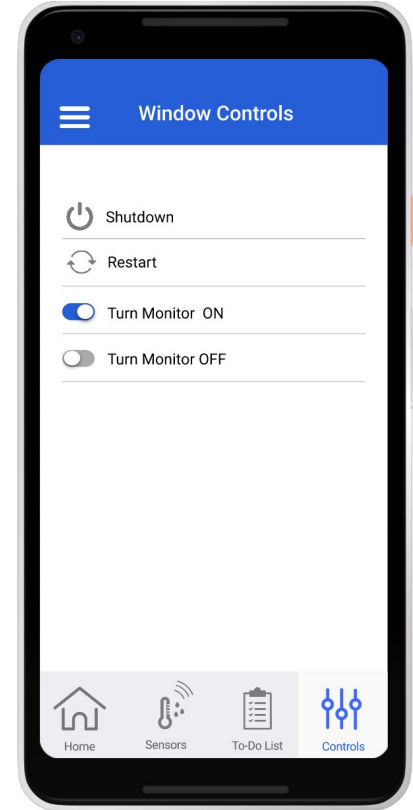 Window Controls
Shutdown
Restart
Turn Monitor ON
Turn Monitor OFF
Home
Sensors
To-Do List
Controls